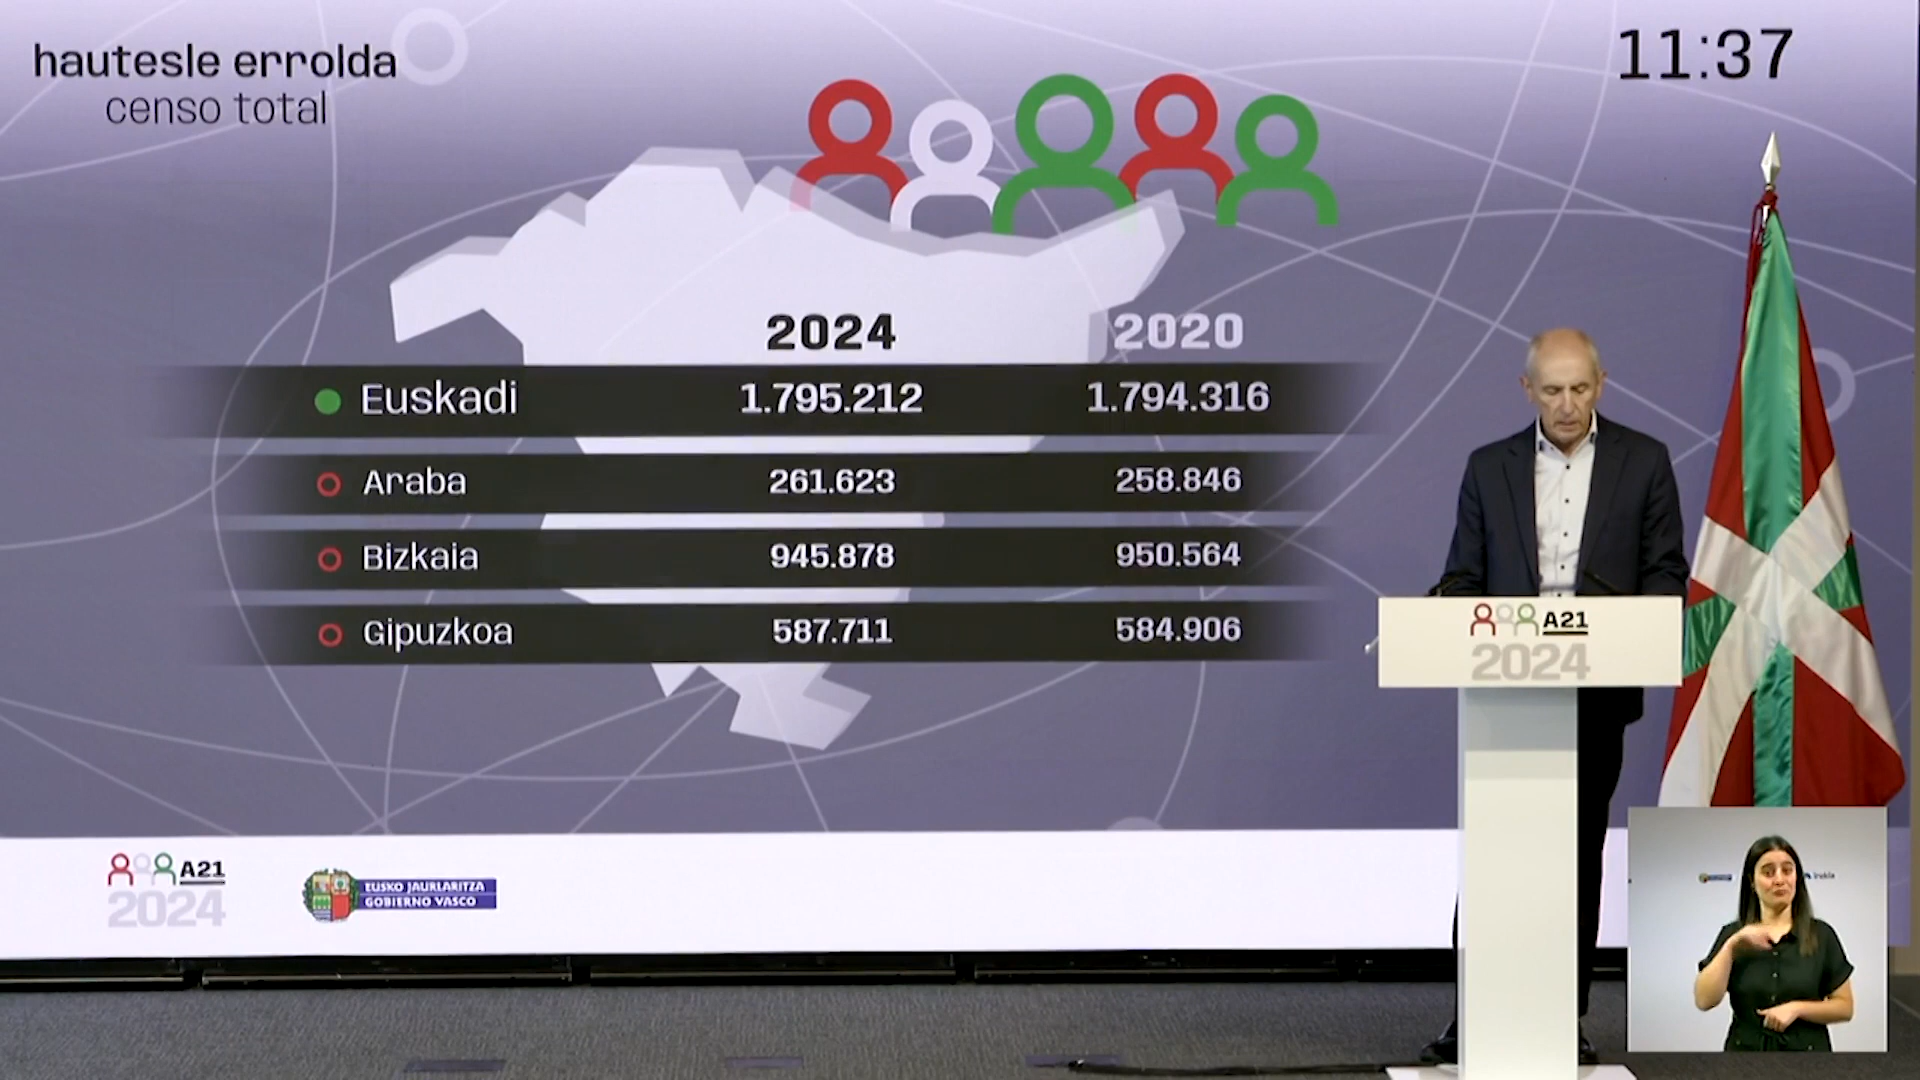 hautesle errolda
censo total
11:37
2024 2020
Euskadi 1.795.212 1.794.316
Araba 261.623 258.846
Bizkaia 945.878 950.564
Gipuzkoa 587.711 584.906
A21
2024
A21
2024
EUSKO JAURLARITZA
GOBIERNO VASCO
Irekia